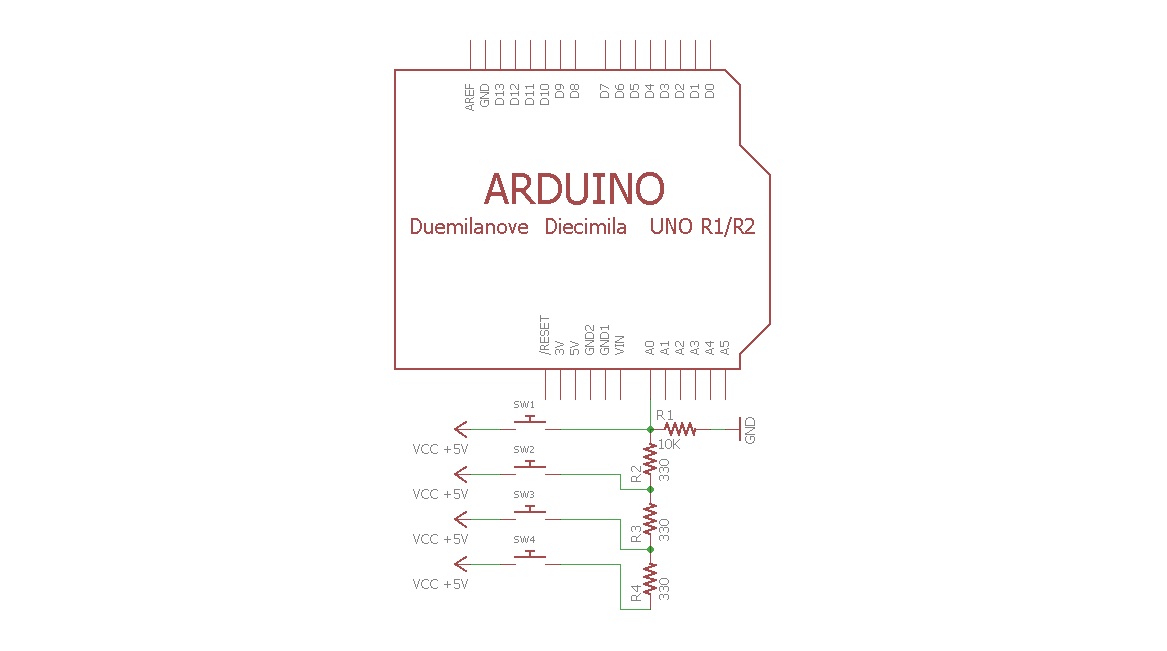 AREF GND D13 D12 D11 D10 D9 D8 D7 D6 D5 D4 D3 D2 D1 D0
ARDUINO
Duemilanove Diecimila UNO R1/R2
/RESET 3V 5V GND2 GND1 VIN A0 A1 A2 A3 A4 A5
SW1
R1
GND
VCC +5V
10K
SW2
R2
330
VCC +5V
SW3
R3
330
VCC +5V
SW4
R4
330
VCC +5V